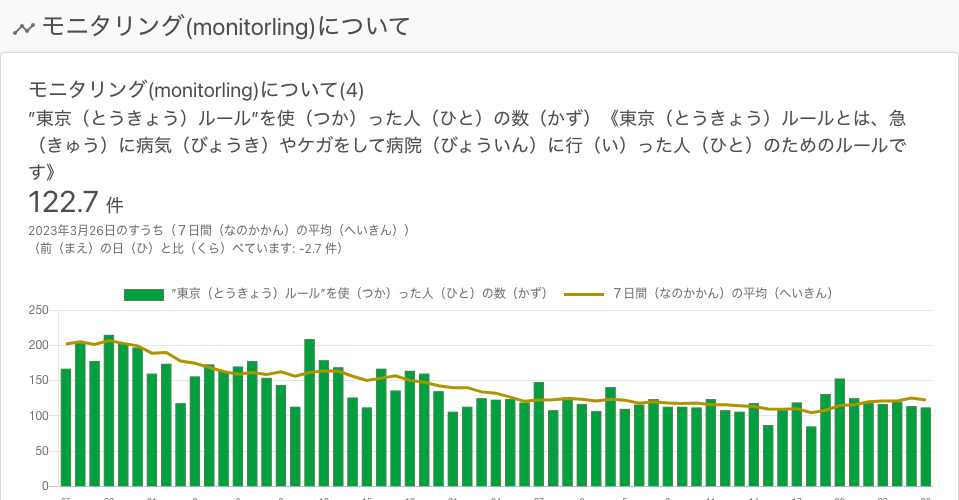 モニタリング(monitorling)について
モニタリング(monitorling)について(4)
”東京（とうきょう）ルール”を使（つか）った人（ひと）の数（かず）《東京（とうきょう）ルールとは、急
（きゅう）に病気（びょうき）やケガをして病院（びょういん）に行（い）った人（ひと）のためのルールで
す》
122.7 件
2023年3月26日のすうち（７日間（なのかかん）の平均（へいきん））
（前（まえ）の日（ひ）と比（くら）べています: -2.7 件）
”東京（とうきょう）ルール”を使（つか）った人（ひと）の数（かず） ７日間（なのかかん）の平均（へいきん）
250
200
150
100
50
0